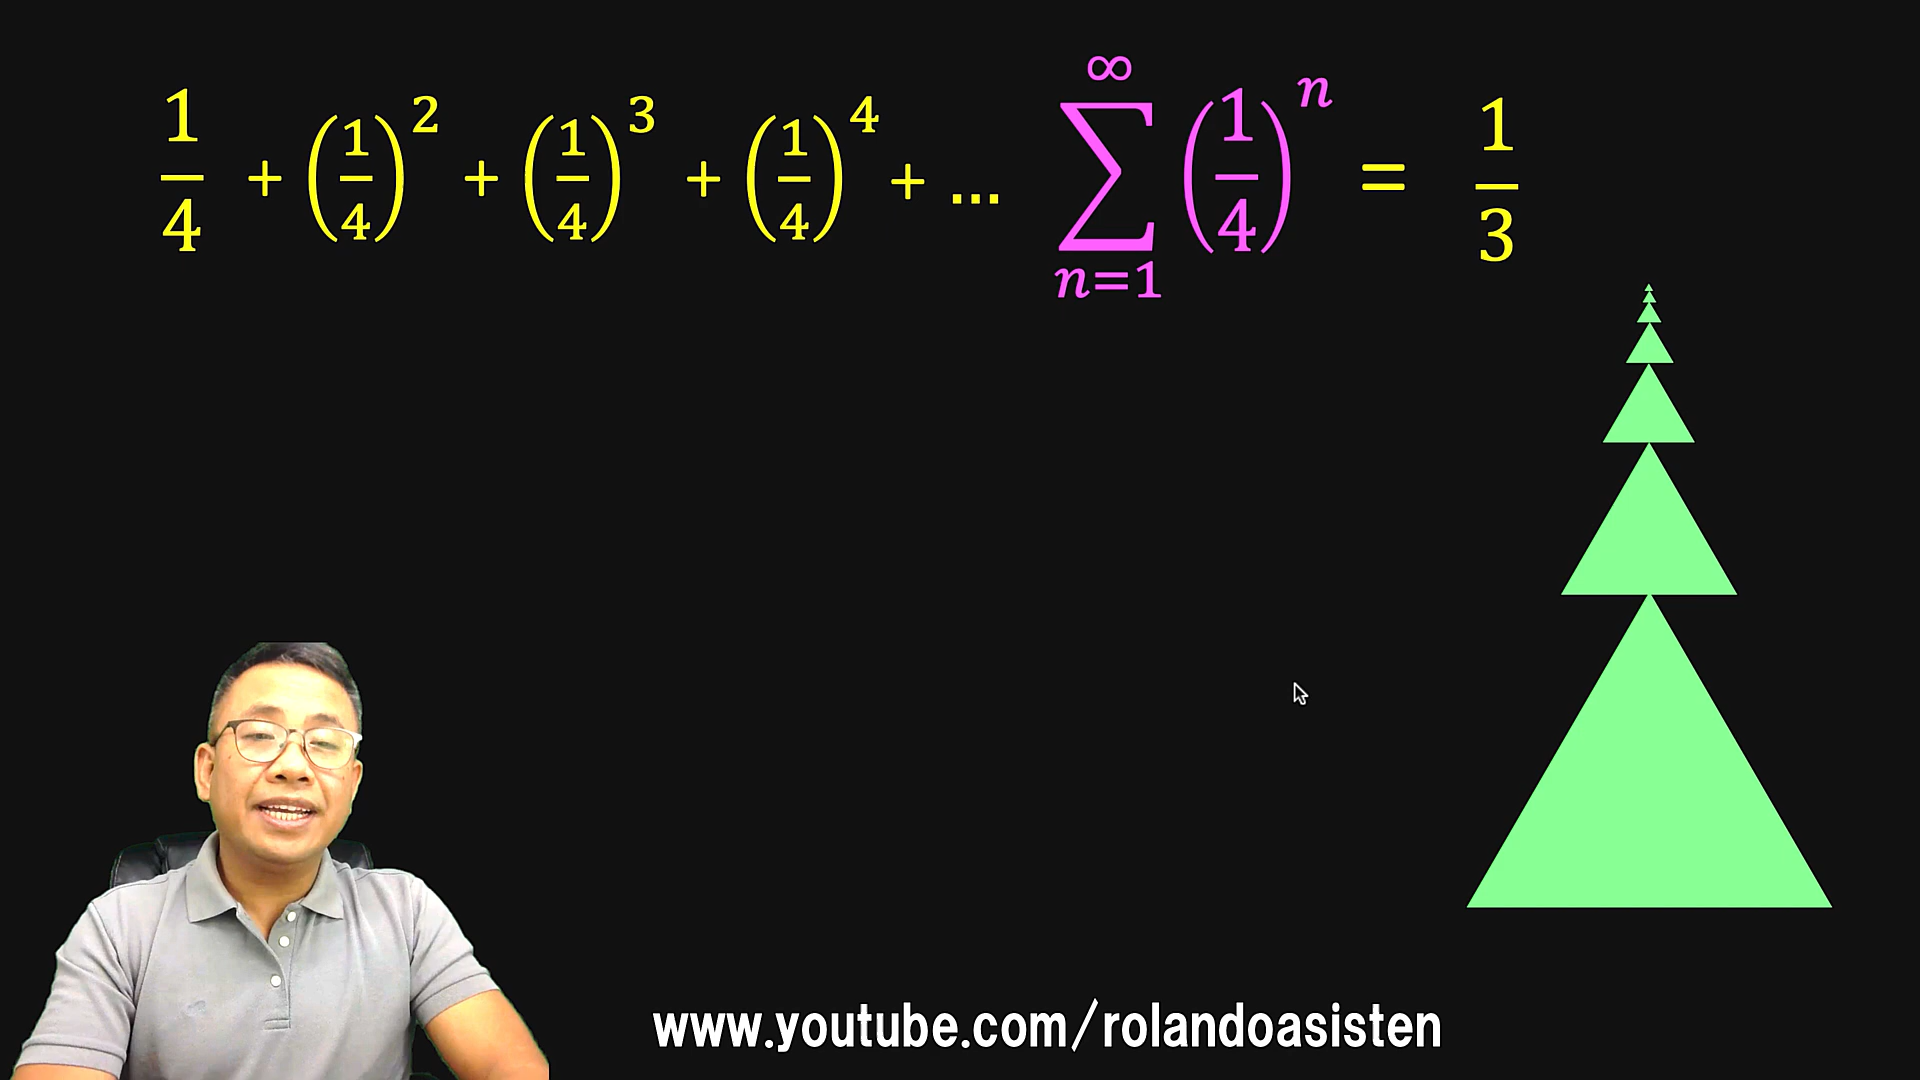 1/4 + (1/4)^2 + (1/4)^3 + (1/4)^4 + ... ∑_{n=1}^{∞} (1/4)^n = 1/3
www.youtube.com/rolandoasisten